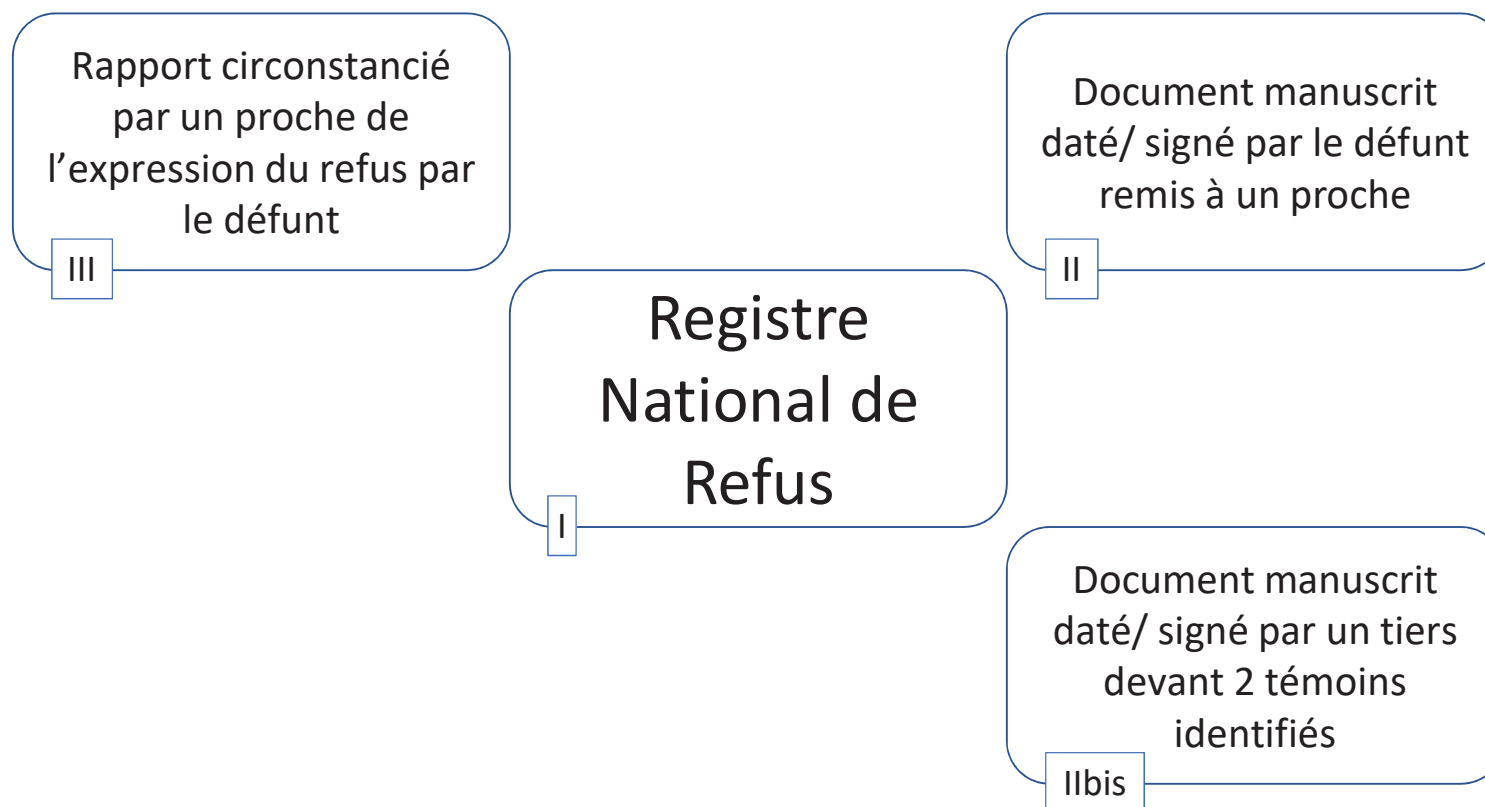 Rapport circonstancié
par un proche de
l’expression du refus par
le défunt
III
Document manuscrit
daté/ signé par le défunt
remis à un proche
II
Registre
National de
Refus
I
Document manuscrit
daté/ signé par un tiers
devant 2 témoins
identifiés
IIbis